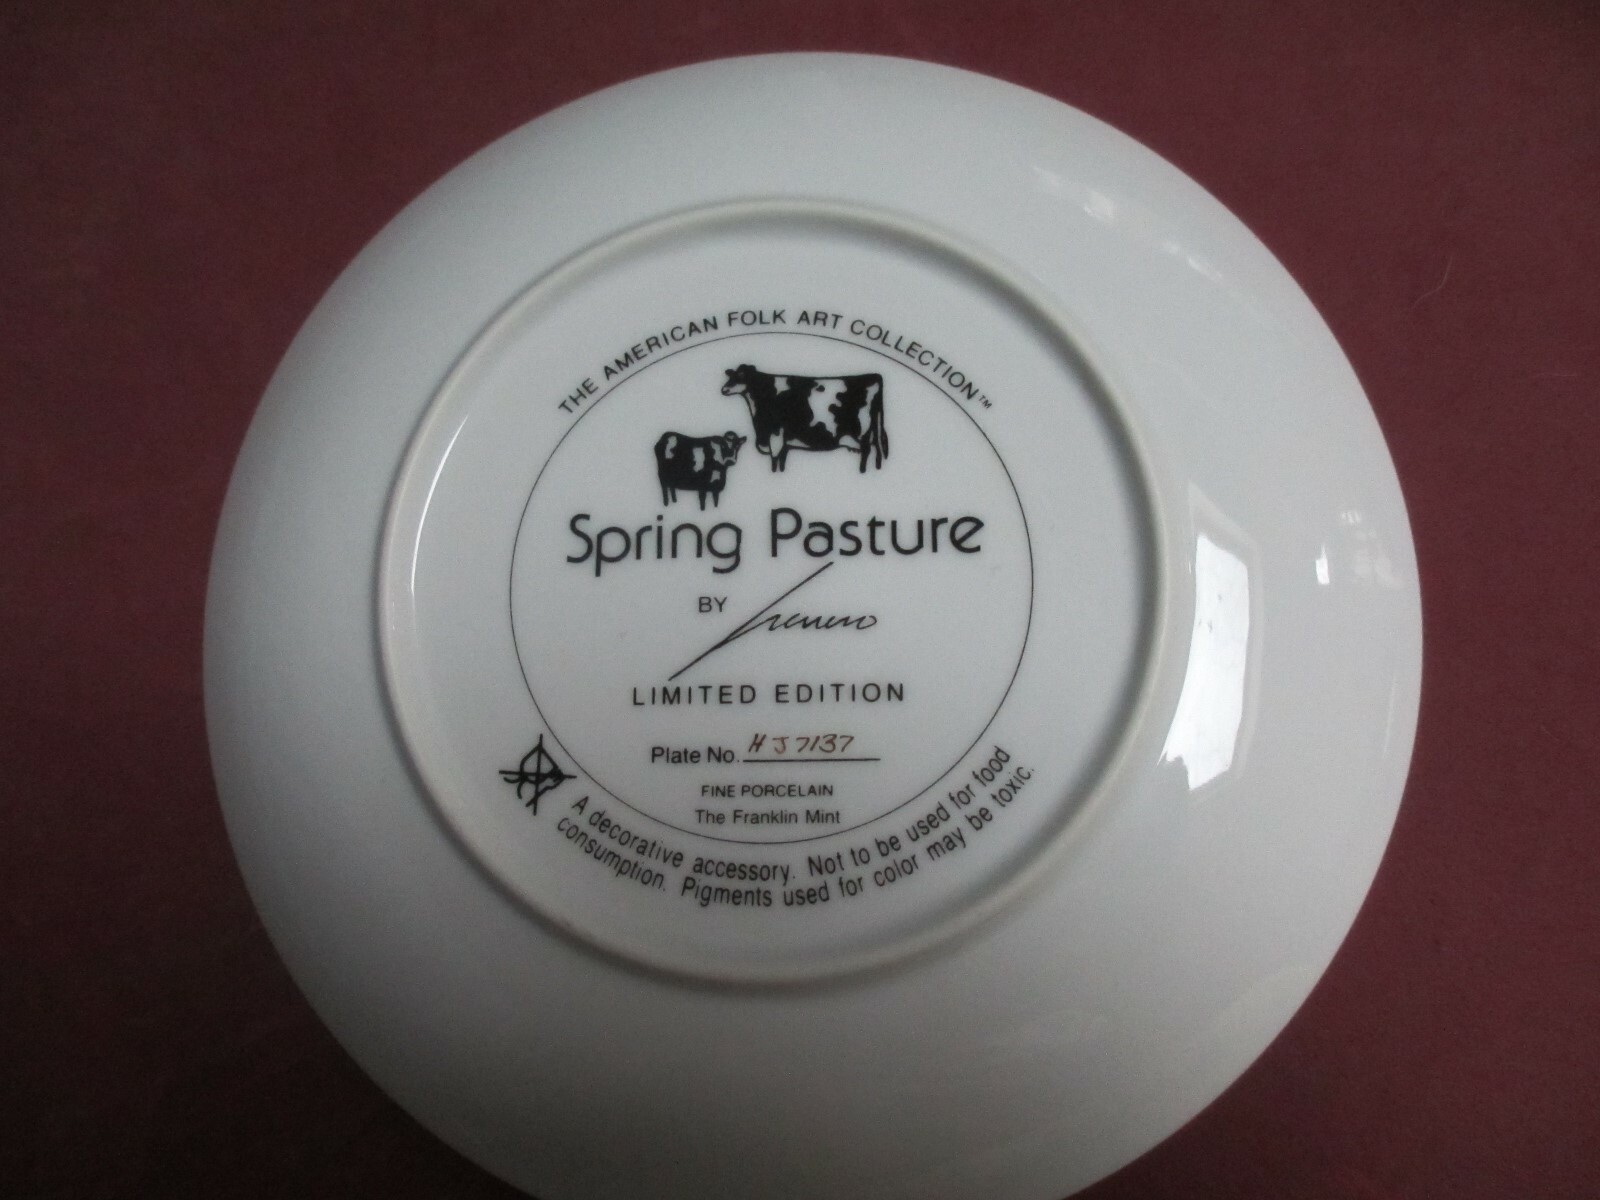 THE AMERICAN FOLK ART COLLECTION™
Spring Pasture
BY
LIMITED EDITION
Plate No. HJ7137
FINE PORCELAIN
The Franklin Mint
A decorative accessory. Not to be used for food
consumption. Pigments used for color may be toxic.